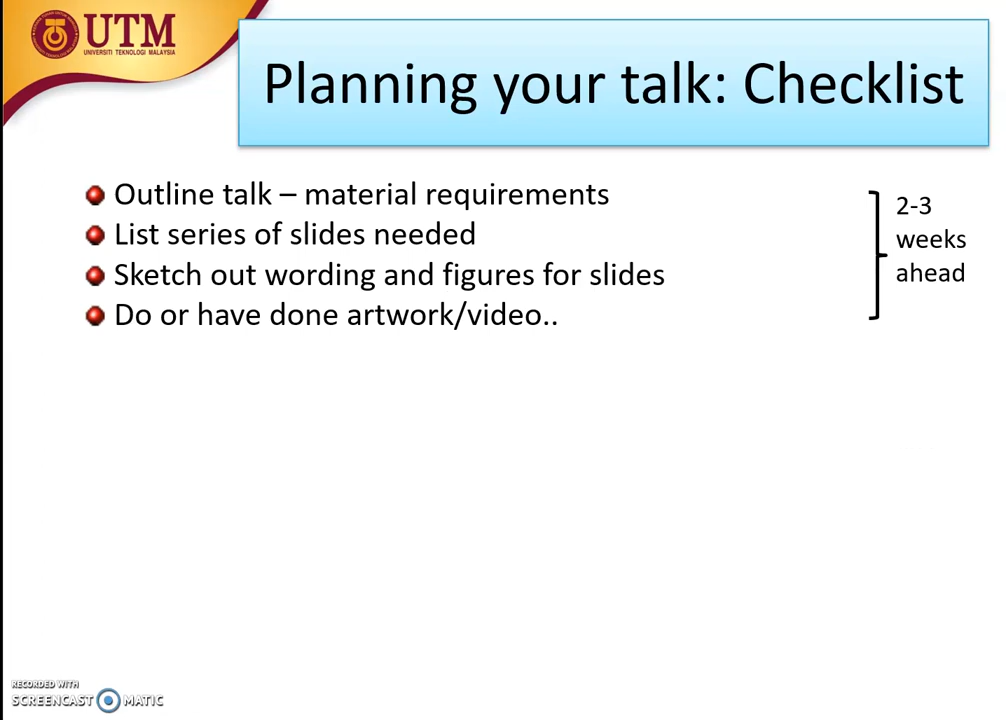 UTM
UNIVERSITI TEKNOLOGI MALAYSIA
Planning your talk: Checklist
Outline talk – material requirements
List series of slides needed
Sketch out wording and figures for slides
Do or have done artwork/video..
2-3
weeks
ahead
RECORDED WITH
SCREENCAST MATIC